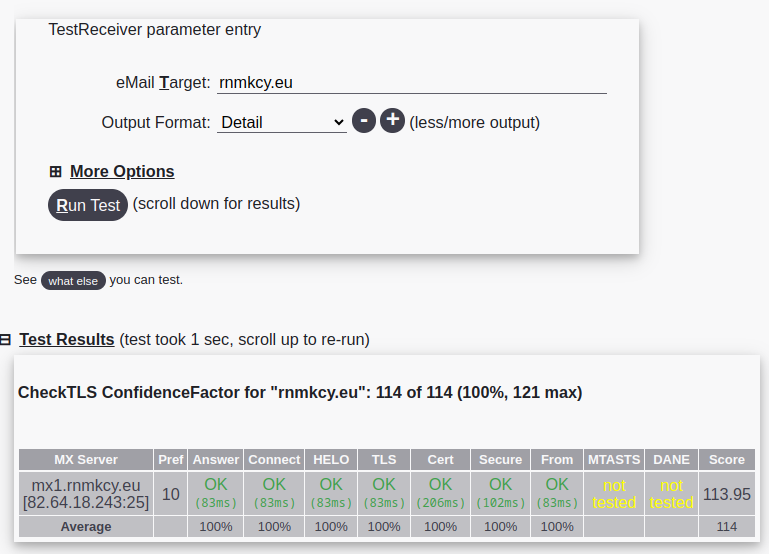 TestReceiver parameter entry
eMail Target: rnmkcy.eu
Output Format: Detail - + (less/more output)
More Options
Run Test (scroll down for results)
See what else you can test.
Test Results (test took 1 sec, scroll up to re-run)
CheckTLS ConfidenceFactor for "rnmkcy.eu": 114 of 114 (100%, 121 max)
MX Server Pref Answer Connect HELO TLS Cert Secure From MTASTS DANE Score
mx1.rnmkcy.eu
[82.64.18.243:25] 10 OK OK OK OK OK OK OK not not 113.95
(83ms) (83ms) (83ms) (83ms) (206ms) (102ms) (83ms) tested tested
Average 100% 100% 100% 100% 100% 100% 100% 114